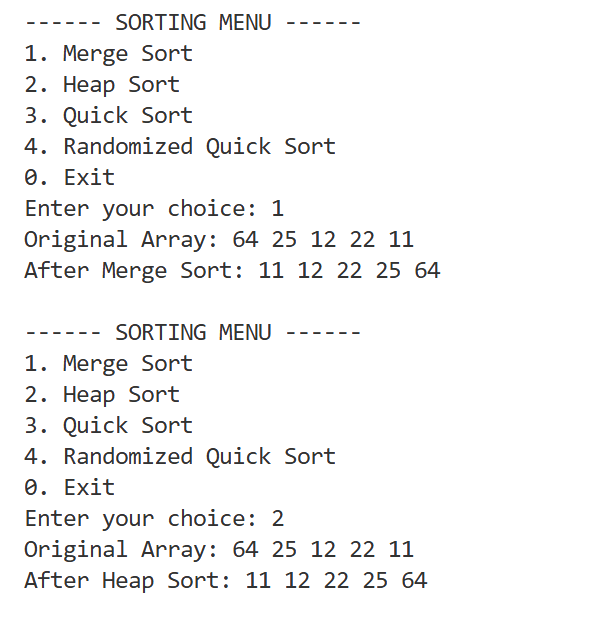 ------ SORTING MENU ------
1. Merge Sort
2. Heap Sort
3. Quick Sort
4. Randomized Quick Sort
0. Exit
Enter your choice: 1
Original Array: 64 25 12 22 11
After Merge Sort: 11 12 22 25 64

------ SORTING MENU ------
1. Merge Sort
2. Heap Sort
3. Quick Sort
4. Randomized Quick Sort
0. Exit
Enter your choice: 2
Original Array: 64 25 12 22 11
After Heap Sort: 11 12 22 25 64